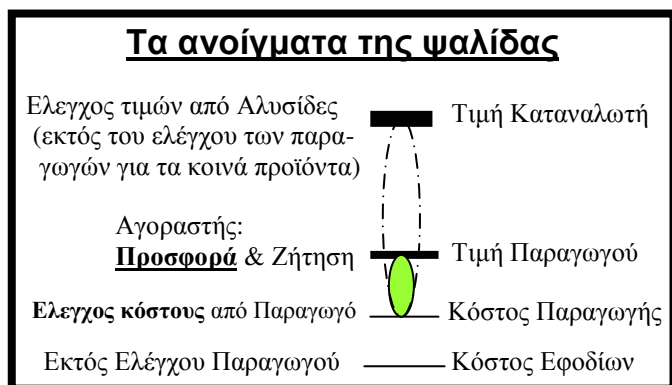 Τα ανοίγματα της ψαλίδας
Ελεγχος τιμών από Αλυσίδες
(εκτός του ελέγχου των παρα-
γωγών για τα κοινά προϊόντα)
Τιμή Καταναλωτή
Αγοραστής:
Προσφορά & Ζήτηση
Τιμή Παραγωγού
Ελεγχος κόστους από Παραγωγό
Κόστος Παραγωγής
Εκτός Ελέγχου Παραγωγού
Κόστος Εφοδίων